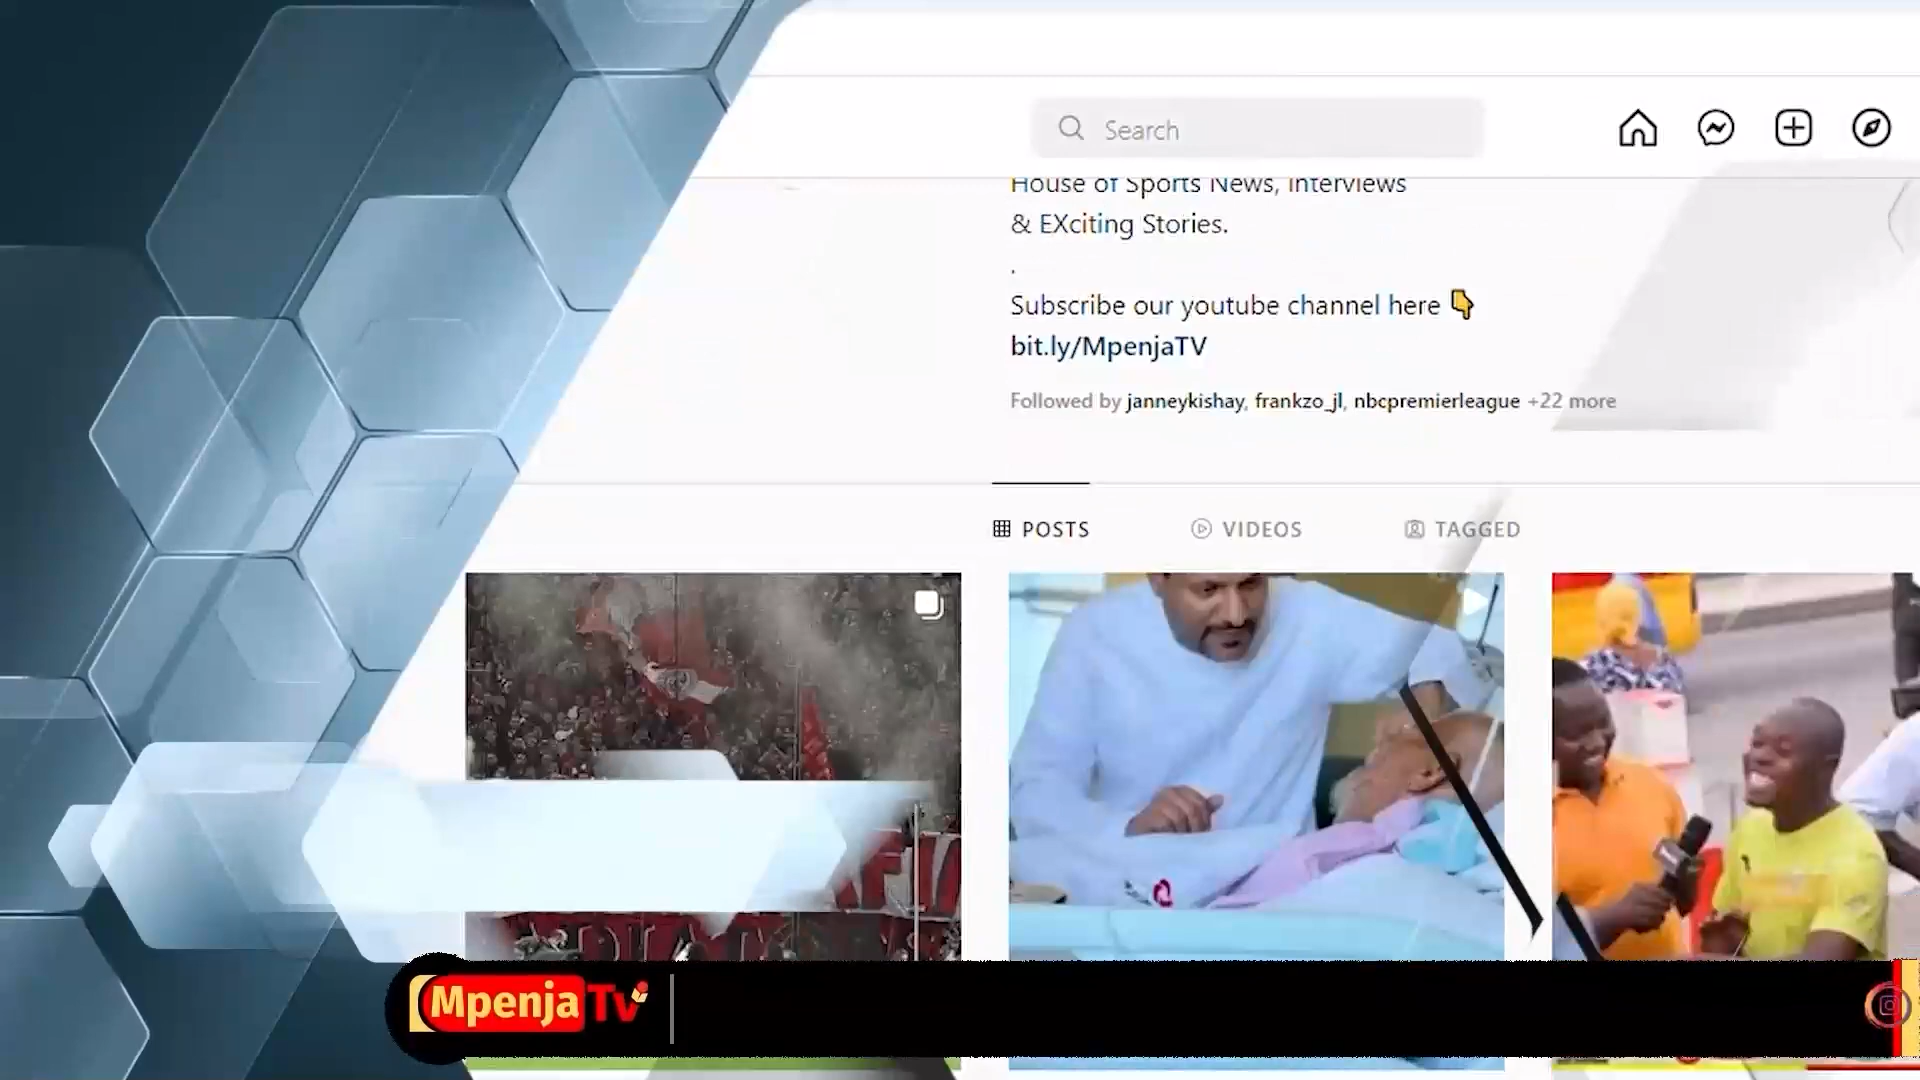 Search
House of Sports News, Interviews
& EXciting Stories.
.
Subscribe our youtube channel here 👇
bit.ly/MpenjaTV
Followed by janneykishay, frankzo_jl, nbcpremierleague +22 more
POSTS
VIDEOS
TAGGED
MpenjaTv